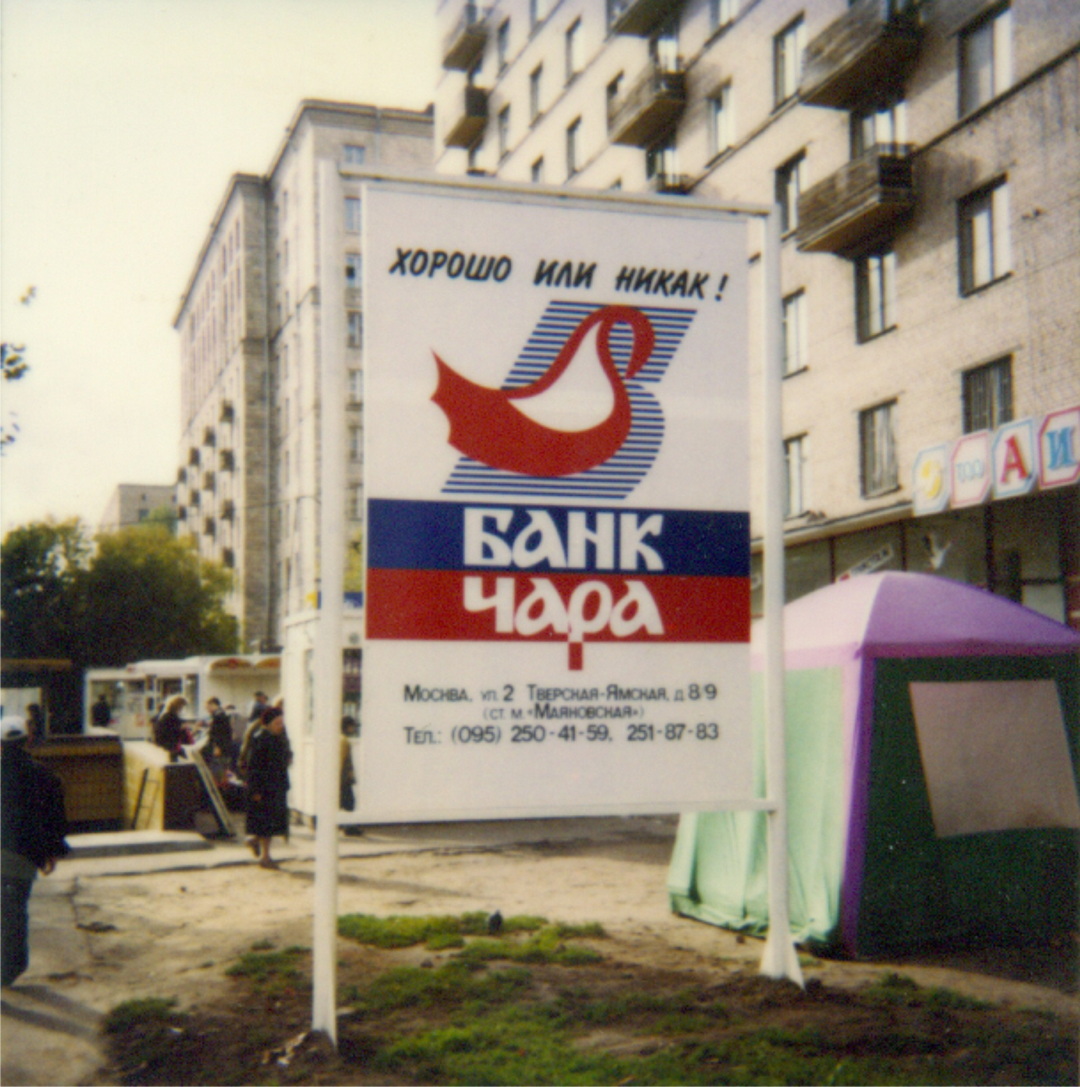 ХОРОШО ИЛИ НИКАК!
БАНК
ЧАРА
МОСКВА, УЛ. 2 ТВЕРСКАЯ-ЯМСКАЯ, Д 8/9
(СТ. М. «МАЯКОВСКАЯ»)
ТЕЛ.: (095) 250-41-59, 251-87-83